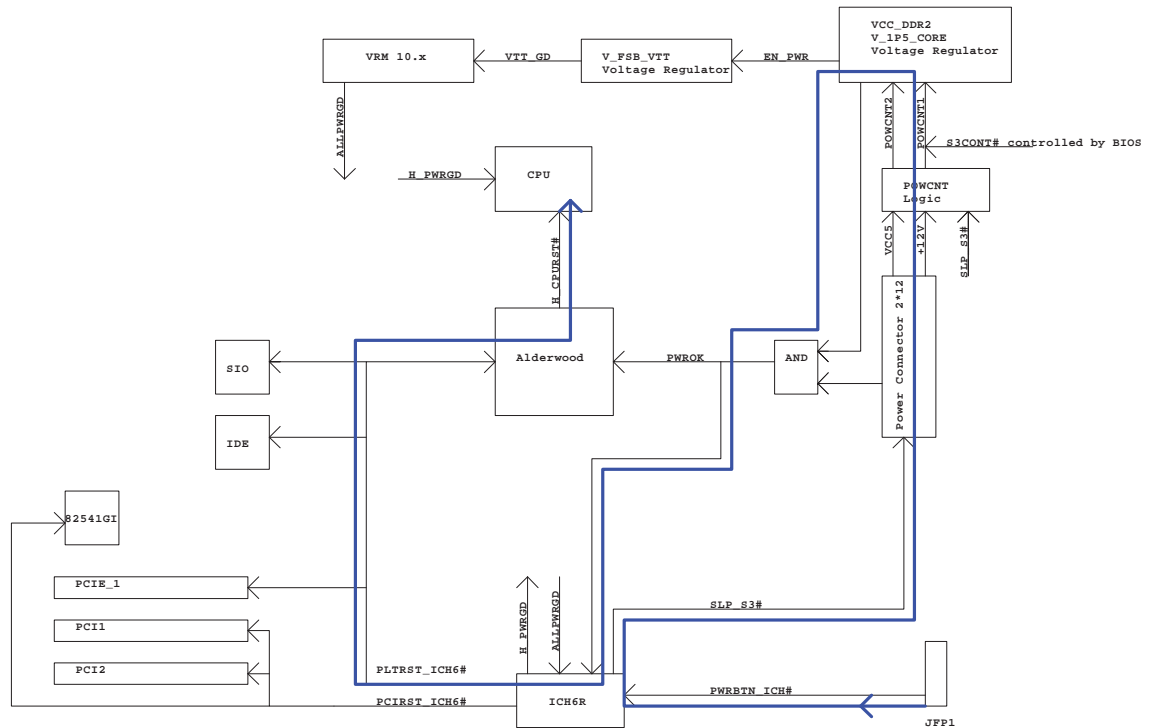 VCC_DDR2
V_1P5_CORE
Voltage Regulator
VRM 10.x
VTT_GD
V_FSB_VTT
Voltage Regulator
EN_PWR
ALLPWRGD
POWCNT2
POWCNT1
S3CONT# controlled by BIOS
H_PWRGD
CPU
POWCNT
Logic
H_CPURST#
VCC5
+12V
SLP_S3#
SIO
Alderwood
PWROK
AND
Power Connector 2*12
IDE
82541GI
PCIE_1
PCI1
PCI2
H_PWRGD
ALLPWRGD
SLP_S3#
PLTRST_ICH6#
PCIRST_ICH6#
ICH6R
PWRBTN_ICH#
JFP1